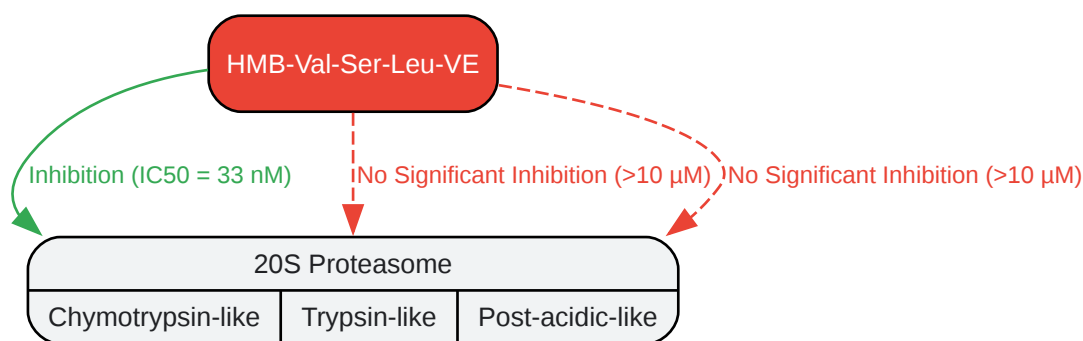 HMB-Val-Ser-Leu-VE
Inhibition (IC50 = 33 nM)
No Significant Inhibition (>10 µM)
No Significant Inhibition (>10 µM)
20S Proteasome
Chymotrypsin-like
Trypsin-like
Post-acidic-like